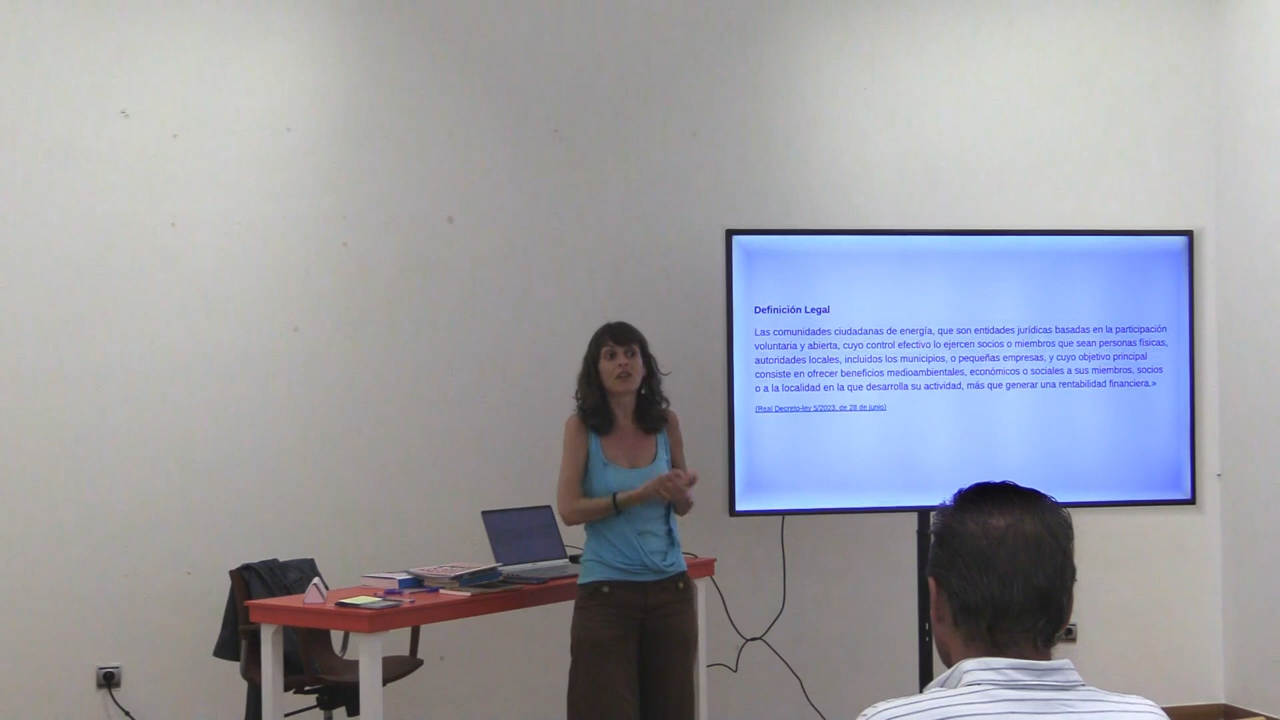 Definición Legal
Las comunidades ciudadanas de energía, que son entidades jurídicas basadas en la participación
voluntaria y abierta, cuyo control efectivo lo ejercen socios o miembros que sean personas físicas,
autoridades locales, incluidos los municipios, o pequeñas empresas, y cuyo objetivo principal
consiste en ofrecer beneficios medioambientales, económicos o sociales a sus miembros, socios
o a la localidad en la que desarrolla su actividad, más que generar una rentabilidad financiera.»
(Real Decreto-ley 5/2023, de 28 de junio)